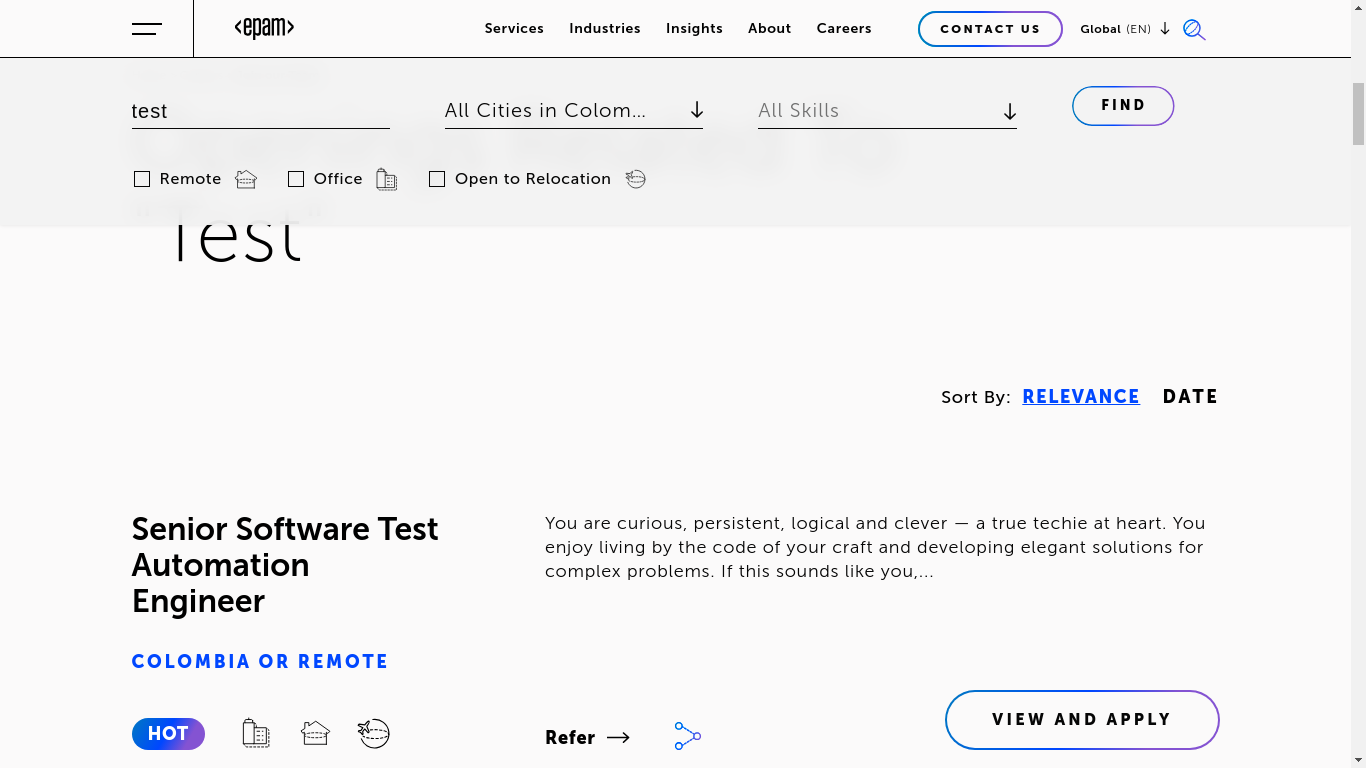 <epam>
Services Industries Insights About Careers CONTACT US Global (EN)
test All Cities in Colom... All Skills FIND
Remote Office Open to Relocation
"Test"
Sort By: RELEVANCE DATE
Senior Software Test
Automation
Engineer
You are curious, persistent, logical and clever — a true techie at heart. You
enjoy living by the code of your craft and developing elegant solutions for
complex problems. If this sounds like you,...
COLOMBIA OR REMOTE
HOT Refer VIEW AND APPLY